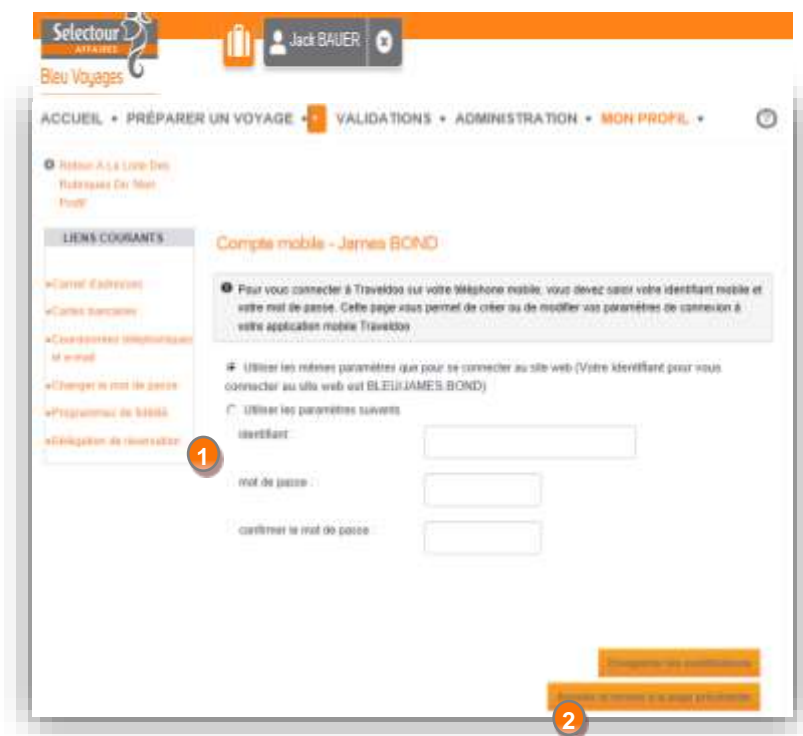 Selectour
AFFAIRES
Bleu Voyages
Jack BAUER
ACCUEIL • PRÉPARER UN VOYAGE • VALIDATIONS • ADMINISTRATION • MON PROFIL •
?
Retour A La Liste Des
Rubriques De Mon
Profil
LIENS COURANTS
Compte mobile - James BOND
»Carnet d'adresses
»Cartes bancaires
»Coordonnées téléphoniques
et e-mail
»Changer le mot de passe
»Programmes de fidélité
»Délégation de réservation
Pour vous connecter à Traveldoo sur votre téléphone mobile, vous devez saisir votre identifiant mobile et
votre mot de passe. Cette page vous permet de créer ou de modifier vos paramètres de connexion à
votre application mobile Traveldoo
Utiliser les mêmes paramètres que pour se connecter au site web (Votre identifiant pour vous
connecter au site web est BLEU/JAMES.BOND)
Utiliser les paramètres suivants
identifiant
1
mot de passe
confirmer le mot de passe
Enregistrer les modifications
à la page précédente
2